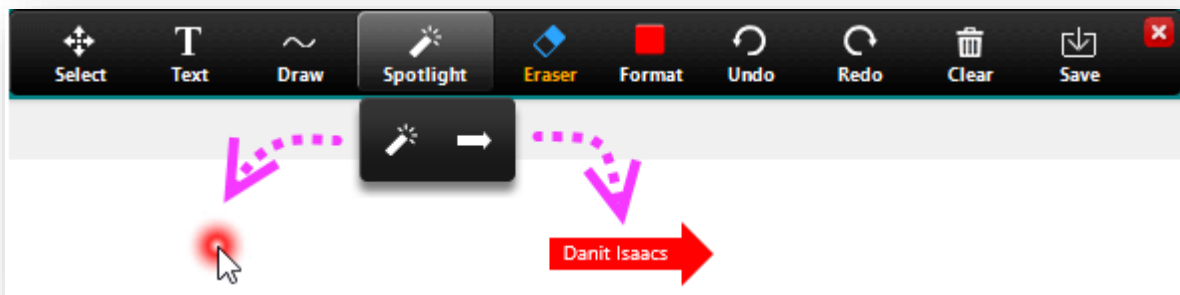 Select Text Draw Spotlight Eraser Format Undo Redo Clear Save
Danit Isaacs